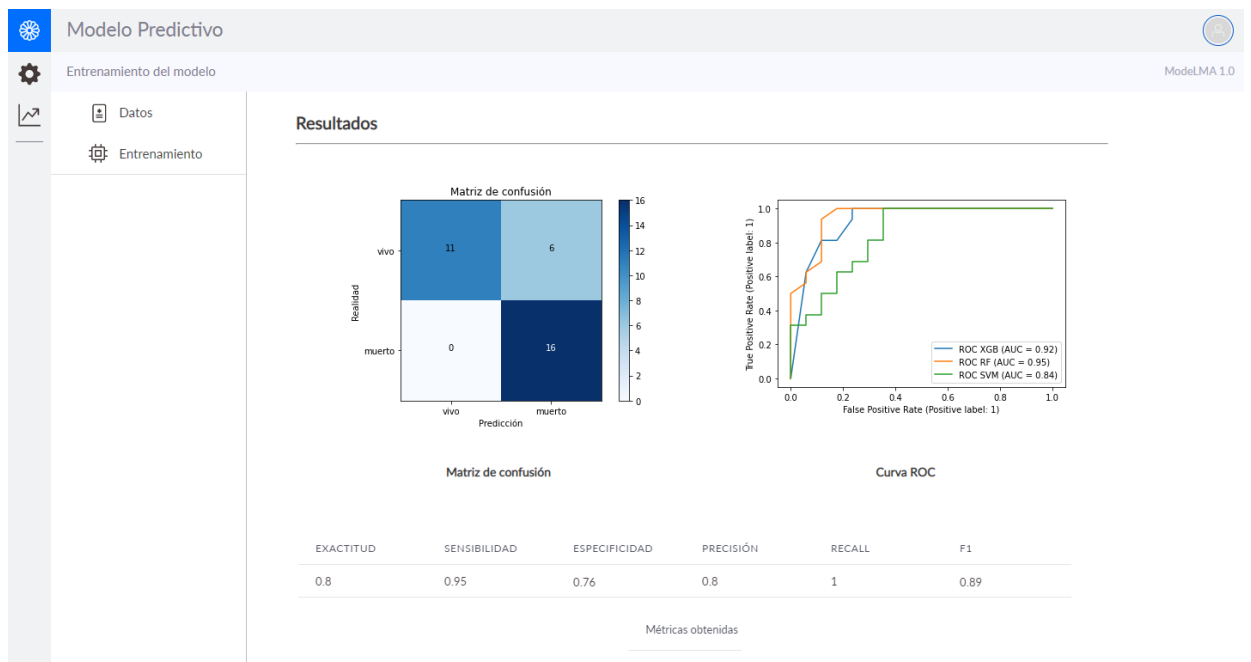 Modelo Predictivo
Entrenamiento del modelo
ModeLMA 1.0
Datos
Entrenamiento
Resultados
Matriz de confusión
vivo
muerto
Realidad
11
6
0
16
vivo
muerto
Predicción
16
14
12
10
8
6
4
2
0
Matriz de confusión
True Positive Rate (Positive label: 1)
1.0
0.8
0.6
0.4
0.2
0.0
ROC XGB (AUC = 0.92)
ROC RF (AUC = 0.95)
ROC SVM (AUC = 0.84)
0.0 0.2 0.4 0.6 0.8 1.0
False Positive Rate (Positive label: 1)
Curva ROC
EXACTITUD SENSIBILIDAD ESPECIFICIDAD PRECISIÓN RECALL F1
0.8 0.95 0.76 0.8 1 0.89
Métricas obtenidas